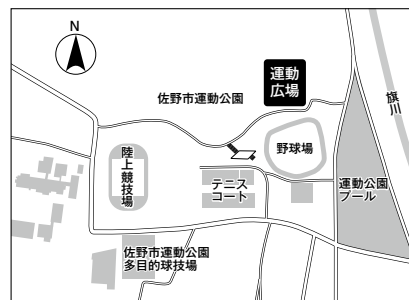 N
運動
広場
佐野市運動公園
旗川
野球場
陸上競技場
テニス
コート
運動公園
プール
佐野市運動公園
多目的球技場